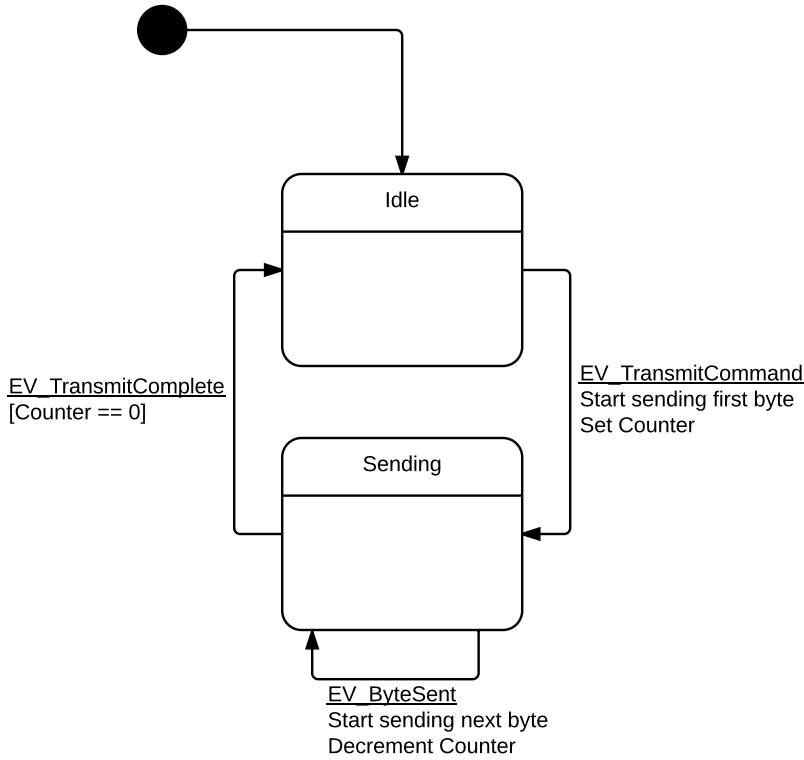 Idle
EV_TransmitCommand
Start sending first byte
Set Counter
EV_TransmitComplete
[Counter == 0]
Sending
EV_ByteSent
Start sending next byte
Decrement Counter